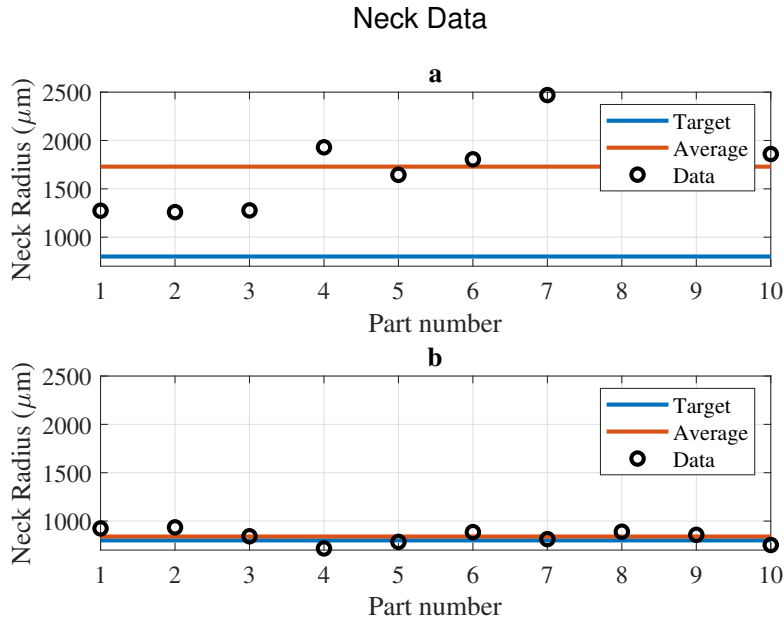 Neck Data
a
Neck Radius (μm)
2500
2000
1500
1000
Target
Average
Data
1 2 3 4 5 6 7 8 9 10
Part number
b
Neck Radius (μm)
2500
2000
1500
1000
Target
Average
Data
1 2 3 4 5 6 7 8 9 10
Part number